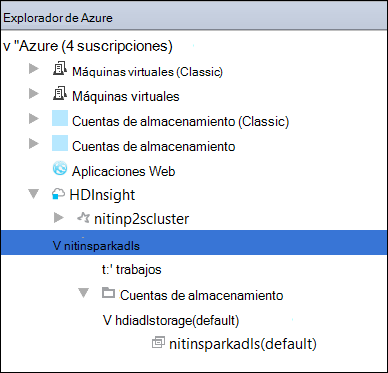 Explorador de Azure
v "Azure (4 suscripciones)
Máquinas virtuales (Classic)
Máquinas virtuales
Cuentas de almacenamiento (Classic)
Cuentas de almacenamiento
Aplicaciones Web
HDInsight
nitinp2scluster
V nitinsparkadls
t:' trabajos
Cuentas de almacenamiento
V hdiadlstorage(default)
nitinsparkadls(default)